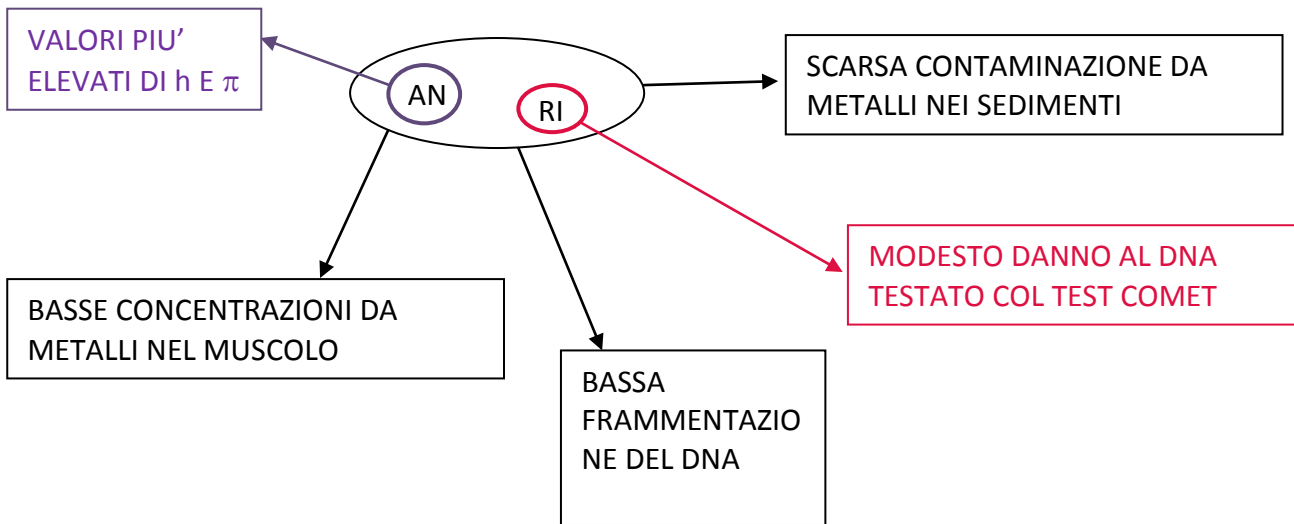 VALORI PIU'
ELEVATI DI h E π
AN
RI
SCARSA CONTAMINAZIONE DA
METALLI NEI SEDIMENTI
MODESTO DANNO AL DNA
TESTATO COL TEST COMET
BASSE CONCENTRAZIONI DA
METALLI NEL MUSCOLO
BASSA
FRAMMENTAZIO
NE DEL DNA